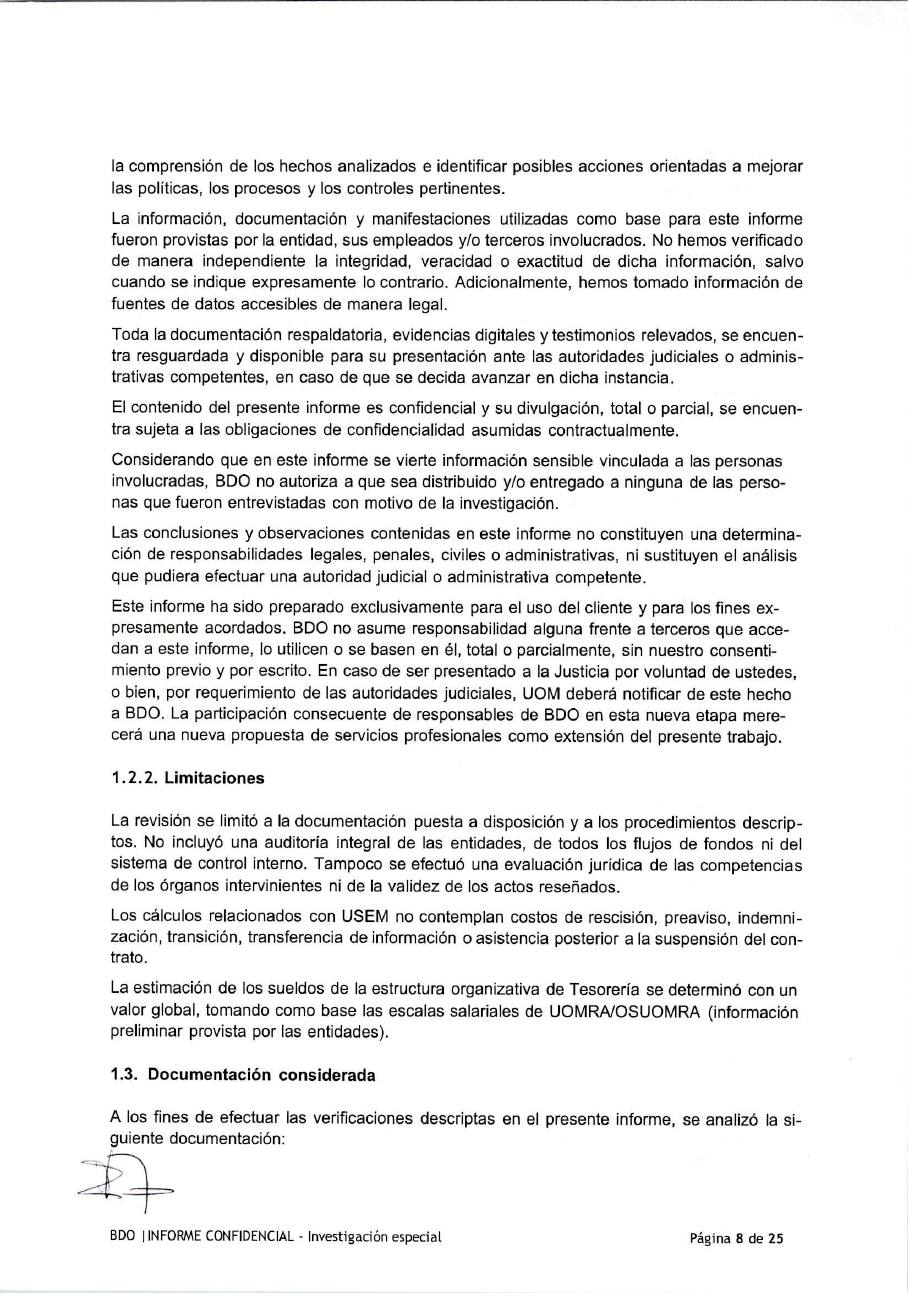 la comprensión de los hechos analizados e identificar posibles acciones orientadas a mejorar
las políticas, los procesos y los controles pertinentes.
La información, documentación y manifestaciones utilizadas como base para este informe
fueron provistas por la entidad, sus empleados y/o terceros involucrados. No hemos verificado
de manera independiente la integridad, veracidad o exactitud de dicha información, salvo
cuando se indique expresamente lo contrario. Adicionalmente, hemos tomado información de
fuentes de datos accesibles de manera legal.
Toda la documentación respaldatoria, evidencias digitales y testimonios relevados, se encuen-
tra resguardada y disponible para su presentación ante las autoridades judiciales o adminis-
trativas competentes, en caso de que se decida avanzar en dicha instancia.
El contenido del presente informe es confidencial y su divulgación, total o parcial, se encuen-
tra sujeta a las obligaciones de confidencialidad asumidas contractualmente.
Considerando que en este informe se vierte información sensible vinculada a las personas
involucradas, BDO no autoriza a que sea distribuido y/o entregado a ninguna de las perso-
nas que fueron entrevistadas con motivo de la investigación.
Las conclusiones y observaciones contenidas en este informe no constituyen una determina-
ción de responsabilidades legales, penales, civiles o administrativas, ni sustituyen el análisis
que pudiera efectuar una autoridad judicial o administrativa competente.
Este informe ha sido preparado exclusivamente para el uso del cliente y para los fines ex-
presamente acordados. BDO no asume responsabilidad alguna frente a terceros que acce-
dan a este informe, lo utilicen o se basen en él, total o parcialmente, sin nuestro consenti-
miento previo y por escrito. En caso de ser presentado a la Justicia por voluntad de ustedes,
o bien, por requerimiento de las autoridades judiciales, UOM deberá notificar de este hecho
a BDO. La participación consecuente de responsables de BDO en esta nueva etapa mere-
cerá una nueva propuesta de servicios profesionales como extensión del presente trabajo.
1.2.2. Limitaciones
La revisión se limitó a la documentación puesta a disposición y a los procedimientos descrip-
tos. No incluyó una auditoría integral de las entidades, de todos los flujos de fondos ni del
sistema de control interno. Tampoco se efectuó una evaluación jurídica de las competencias
de los órganos intervinientes ni de la validez de los actos reseñados.
Los cálculos relacionados con USEM no contemplan costos de rescisión, preaviso, indemni-
zación, transición, transferencia de información o asistencia posterior a la suspensión del con-
trato.
La estimación de los sueldos de la estructura organizativa de Tesorería se determinó con un
valor global, tomando como base las escalas salariales de UOMRA/OSUOMRA (información
preliminar provista por las entidades).
1.3. Documentación considerada
A los fines de efectuar las verificaciones descriptas en el presente informe, se analizó la si-
guiente documentación:
BDO | INFORME CONFIDENCIAL - Investigación especial
Página 8 de 25